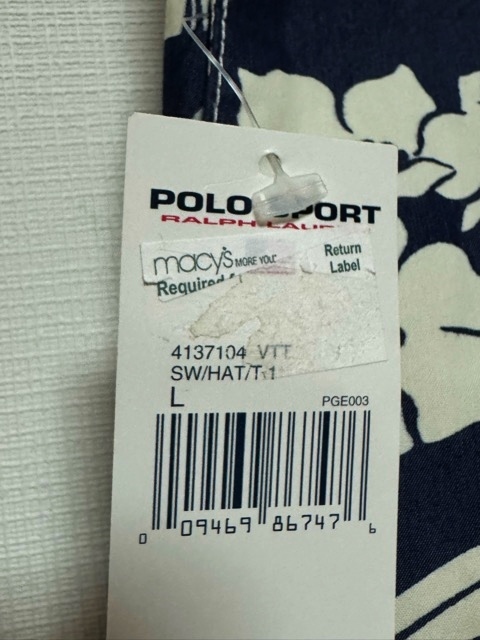 POLO SPORT
RALPH LAUREN
macy's MORE YOU
Return
Label
Required
4137104 VTT
SW/HAT/T-1
L
PGE003
0 09469 86747 6